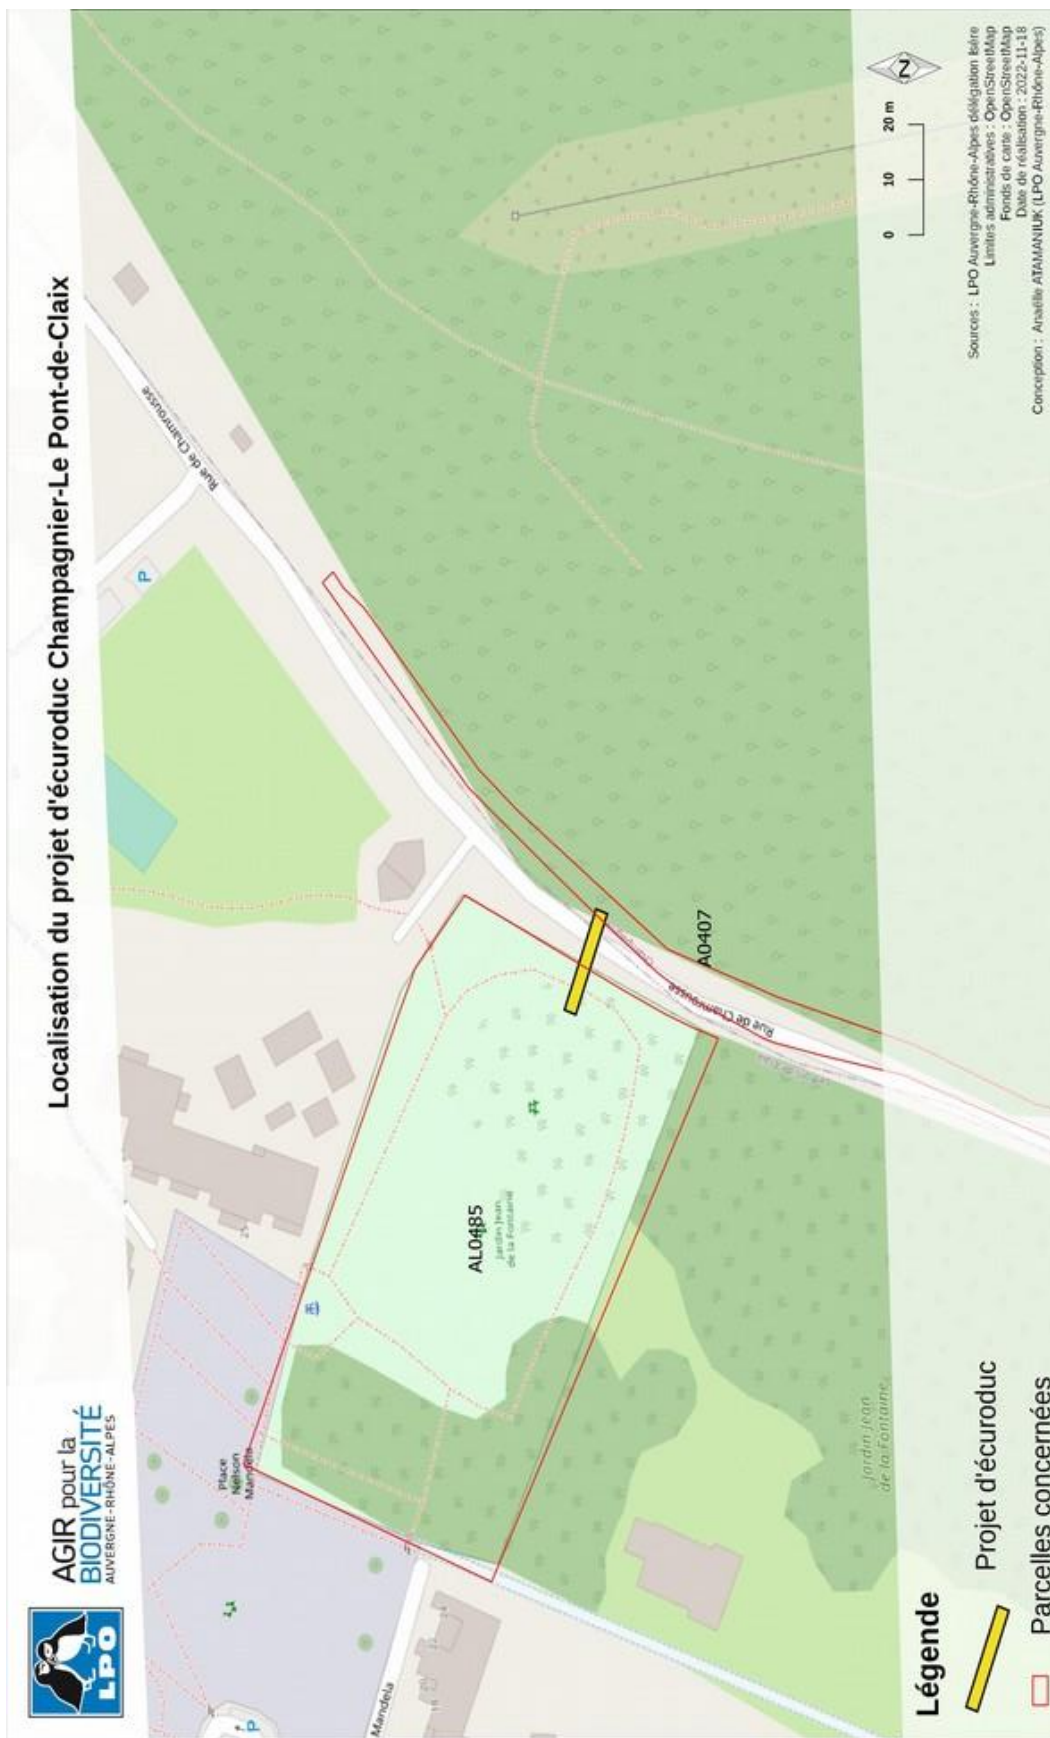 Localisation du projet d'écuroduc Champagnier-Le Pont-de-Claix
AGIR pour la
BIODIVERSITÉ
AUVERGNE-RHÔNE-ALPES
LPO
Rue de Chamrousse
P
Place
Nelson
Mandela
25
AL0485
Jardin Jean
de la Fontaine
A0407
Rue de Chamrousse
Jardin Jean
de la Fontaine
Mandela
P
Légende
Projet d'écuroduc
Parcelles concernées
0 10 20 m
N
Sources : LPO Auvergne-Rhône-Alpes délégation Isère
Limites administratives : OpenStreetMap
Fonds de carte : OpenStreetMap
Date de réalisation : 2022-11-18
Conception : Anaëlle ATAMANIUK (LPO Auvergne-Rhône-Alpes)